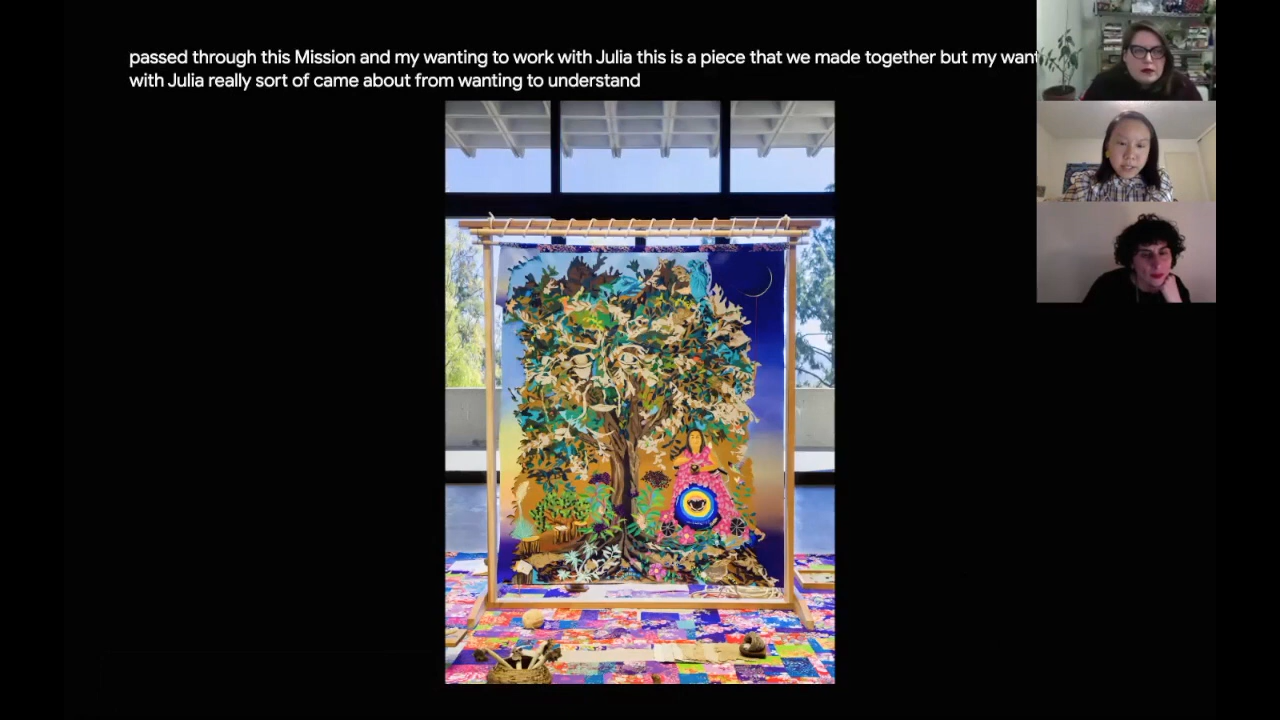 passed through this Mission and my wanting to work with Julia this is a piece that we made together but my want
with Julia really sort of came about from wanting to understand